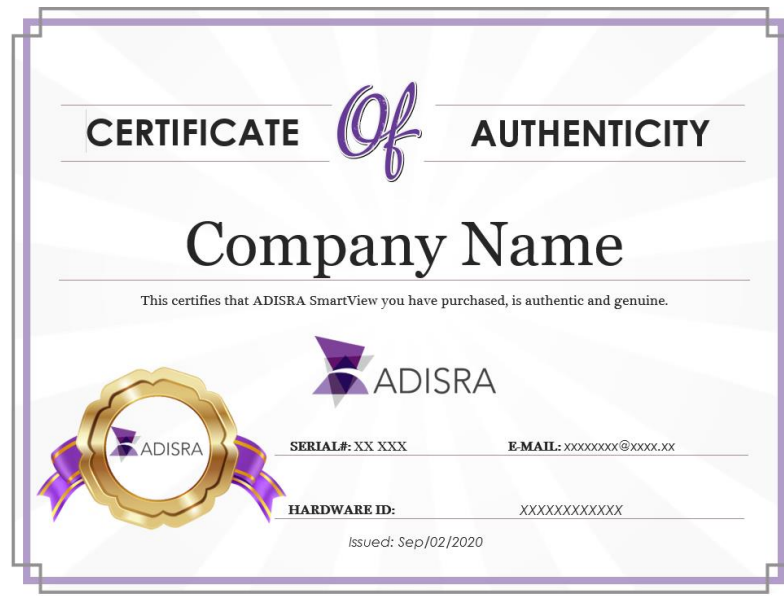 CERTIFICATE Of AUTHENTICITY
Company Name
This certifies that ADISRA SmartView you have purchased, is authentic and genuine.
ADISRA
ADISRA
SERIAL#: XX XXX E-MAIL: xxxxxxxx@xxxx.xx
HARDWARE ID: XXXXXXXXXXXX
Issued: Sep/02/2020